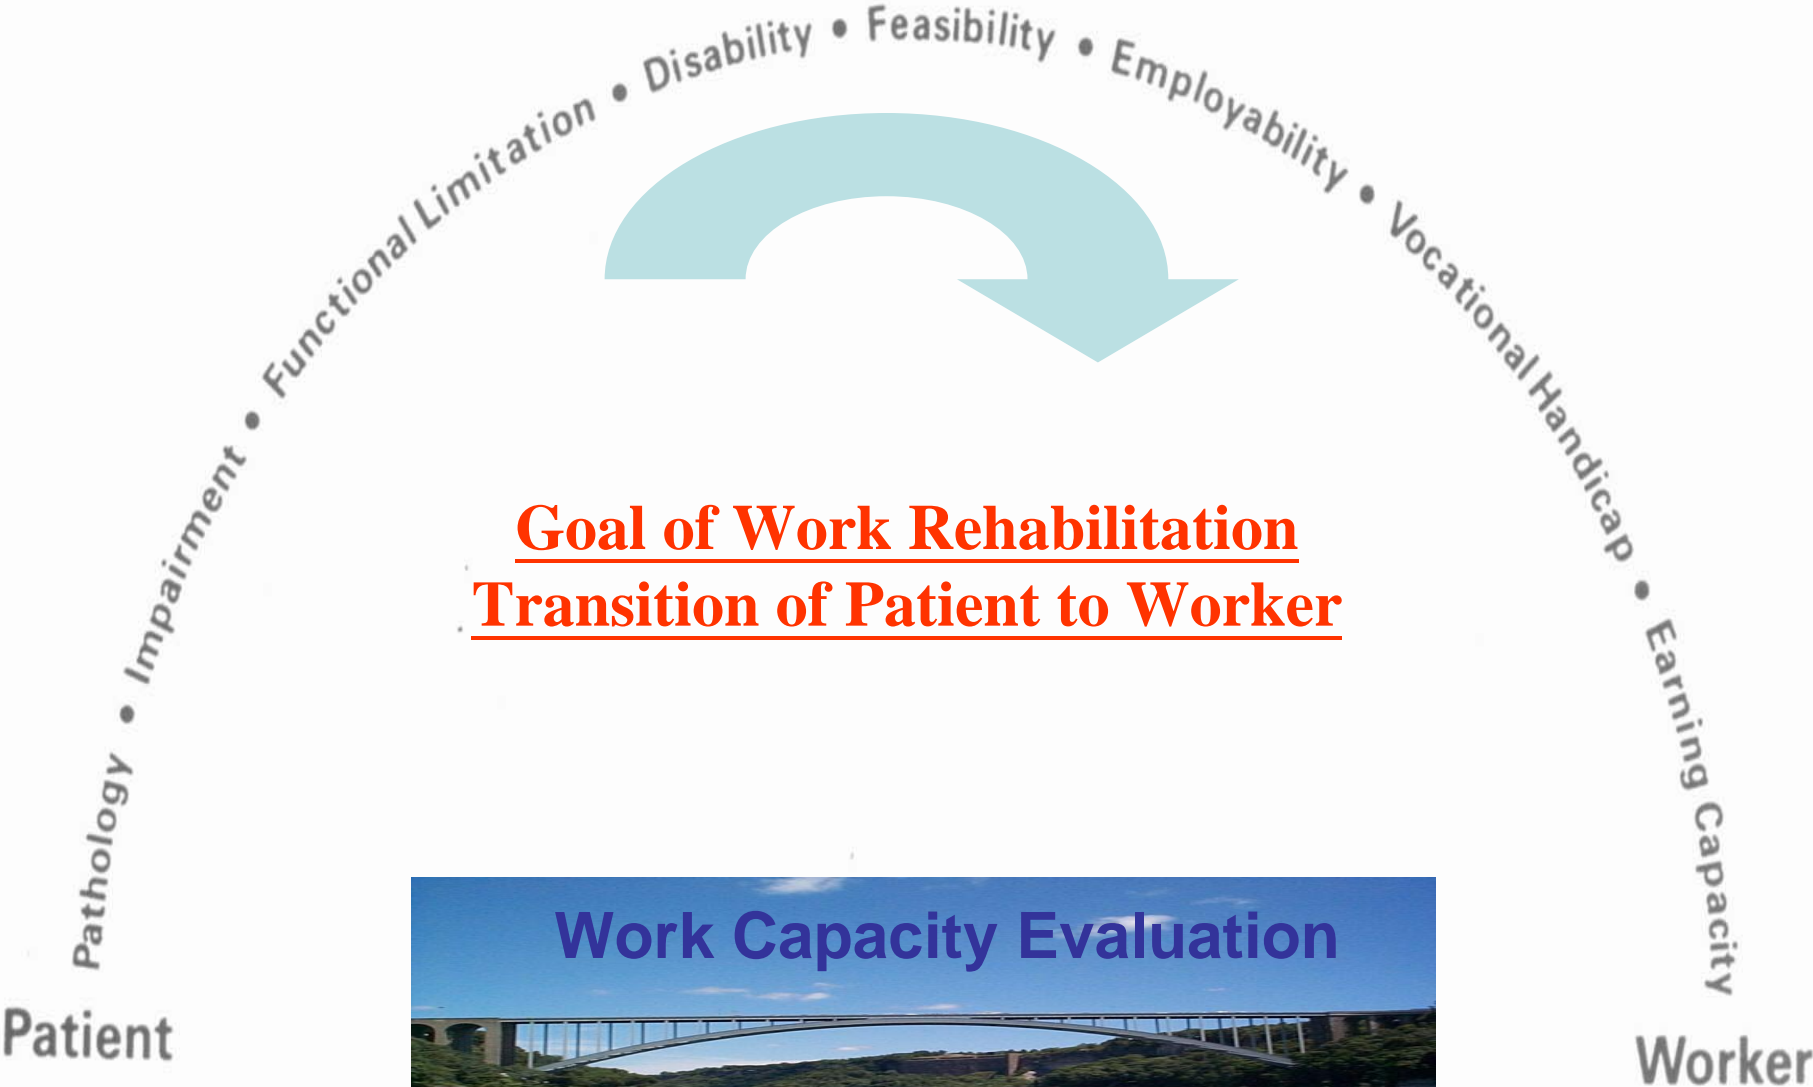 Pathology • Impairment • Functional Limitation • Disability • Feasibility • Employability • Vocational Handicap • Earning Capacity
Goal of Work Rehabilitation
Transition of Patient to Worker
Work Capacity Evaluation
Patient
Worker